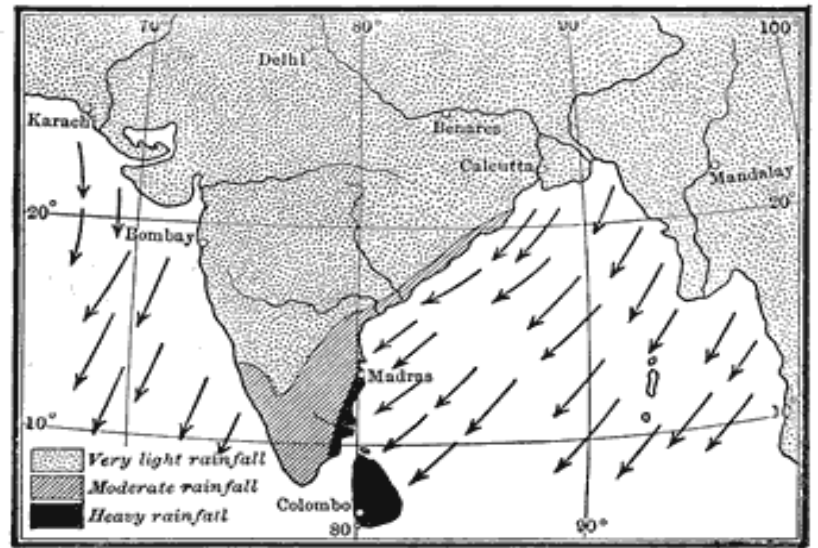 70° 80° 90 100°
Delhi
Karachi
Benares
Calcutta
Mandalay
20° 20°
Bombay
Madras
10°
Very light rainfall
Moderate rainfall
Colombo
Heavy rainfall
80 90°